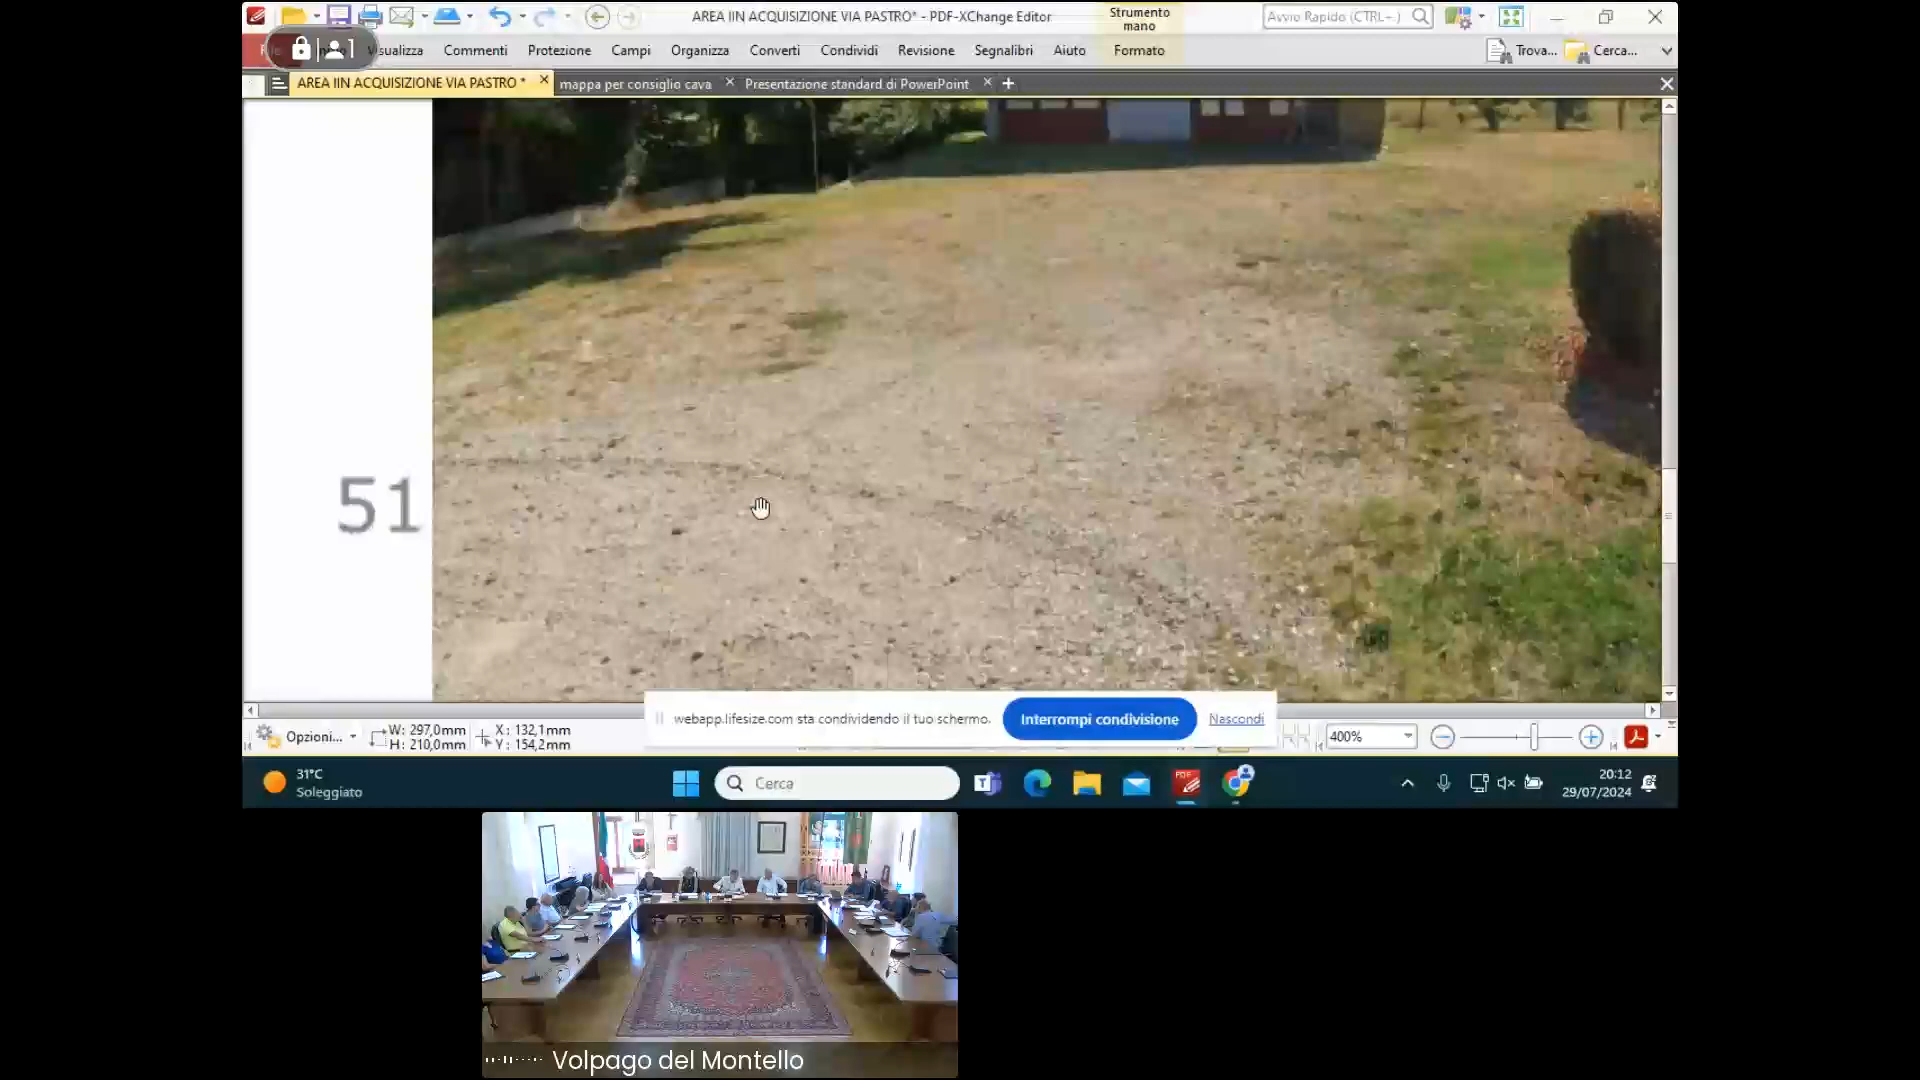 AREA IIN ACQUISIZIONE VIA PASTRO* - PDF-XChange Editor
Strumento
mano
Avvio Rapido (CTRL+.)
1
Visualizza
Commenti
Protezione
Campi
Organizza
Converti
Condividi
Revisione
Segnalibri
Aiuto
Formato
Trova...
Cerca...
AREA IIN ACQUISIZIONE VIA PASTRO *
mappa per consiglio cava
Presentazione standard di PowerPoint
51
webapp.lifesize.com sta condividendo il tuo schermo.
Interrompi condivisione
Nascondi
Opzioni...
W: 297,0mm
H: 210,0mm
X: 132,1mm
Y: 154,2mm
400%
31°C
Soleggiato
Cerca
20:12
29/07/2024
Volpago del Montello